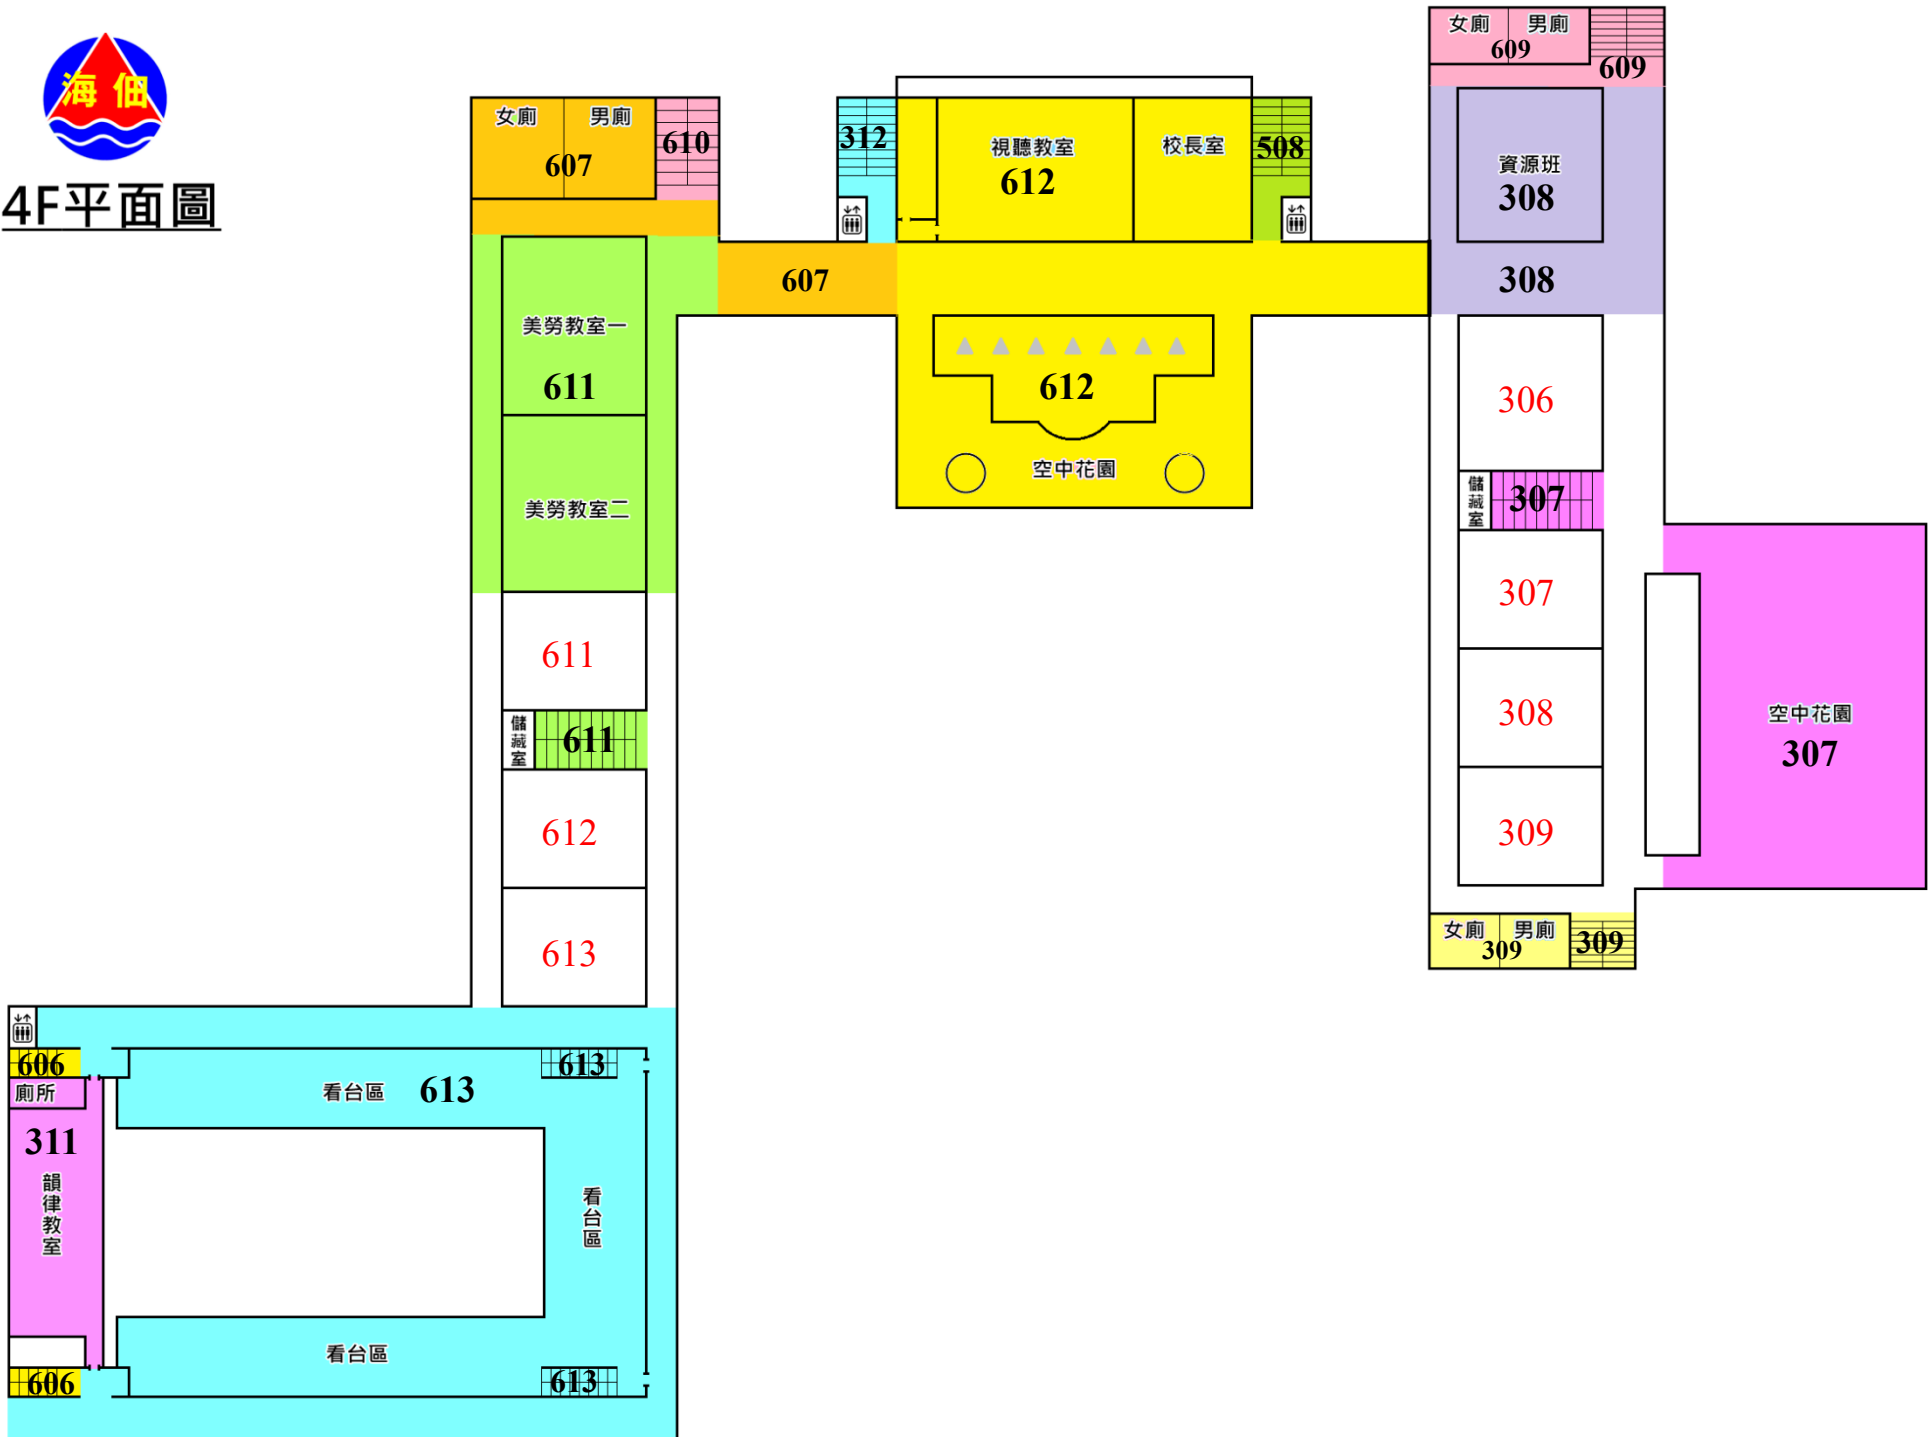 海佃
4F平面圖
女廁 男廁
607
610
312
視聽教室
612
校長室
508
女廁 男廁
609
609
資源班
308
607
308
美勞教室一
611
美勞教室二
612
空中花園
306
儲藏室
307
307
308
309
空中花園
307
女廁 男廁
309
309
611
儲藏室
611
612
613
606
廁所
311
韻律教室
看台區 613
613
看台區
看台區
613
606